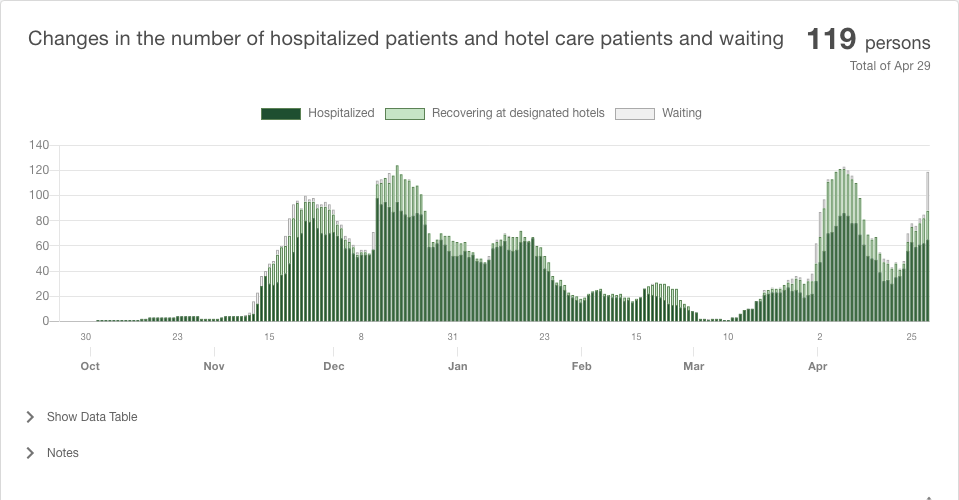 Changes in the number of hospitalized patients and hotel care patients and waiting
119 persons
Total of Apr 29
Hospitalized
Recovering at designated hotels
Waiting
140
120
100
80
60
40
20
0
30 23 15 8 31 23 15 2 25
Oct Nov Dec Jan Feb Mar Apr
Show Data Table
Notes